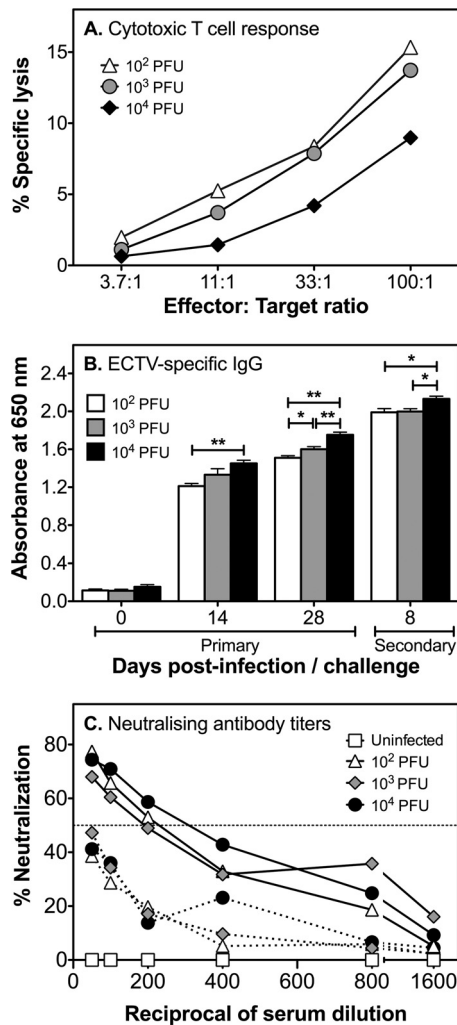 A. Cytotoxic T cell response
10² PFU
10³ PFU
10⁴ PFU
% Specific lysis
15
10
5
0
3.7:1 11:1 33:1 100:1
Effector: Target ratio
B. ECTV-specific IgG
10² PFU
10³ PFU
10⁴ PFU
Absorbance at 650 nm
2.4
2.0
1.6
1.2
0.8
0.4
0.0
** * ** ** * *
0 14 28 8
Primary Secondary
Days post-infection / challenge
C. Neutralising antibody titers
Uninfected
10² PFU
10³ PFU
10⁴ PFU
% Neutralization
80
60
40
20
0
0 200 400 800 1600
Reciprocal of serum dilution